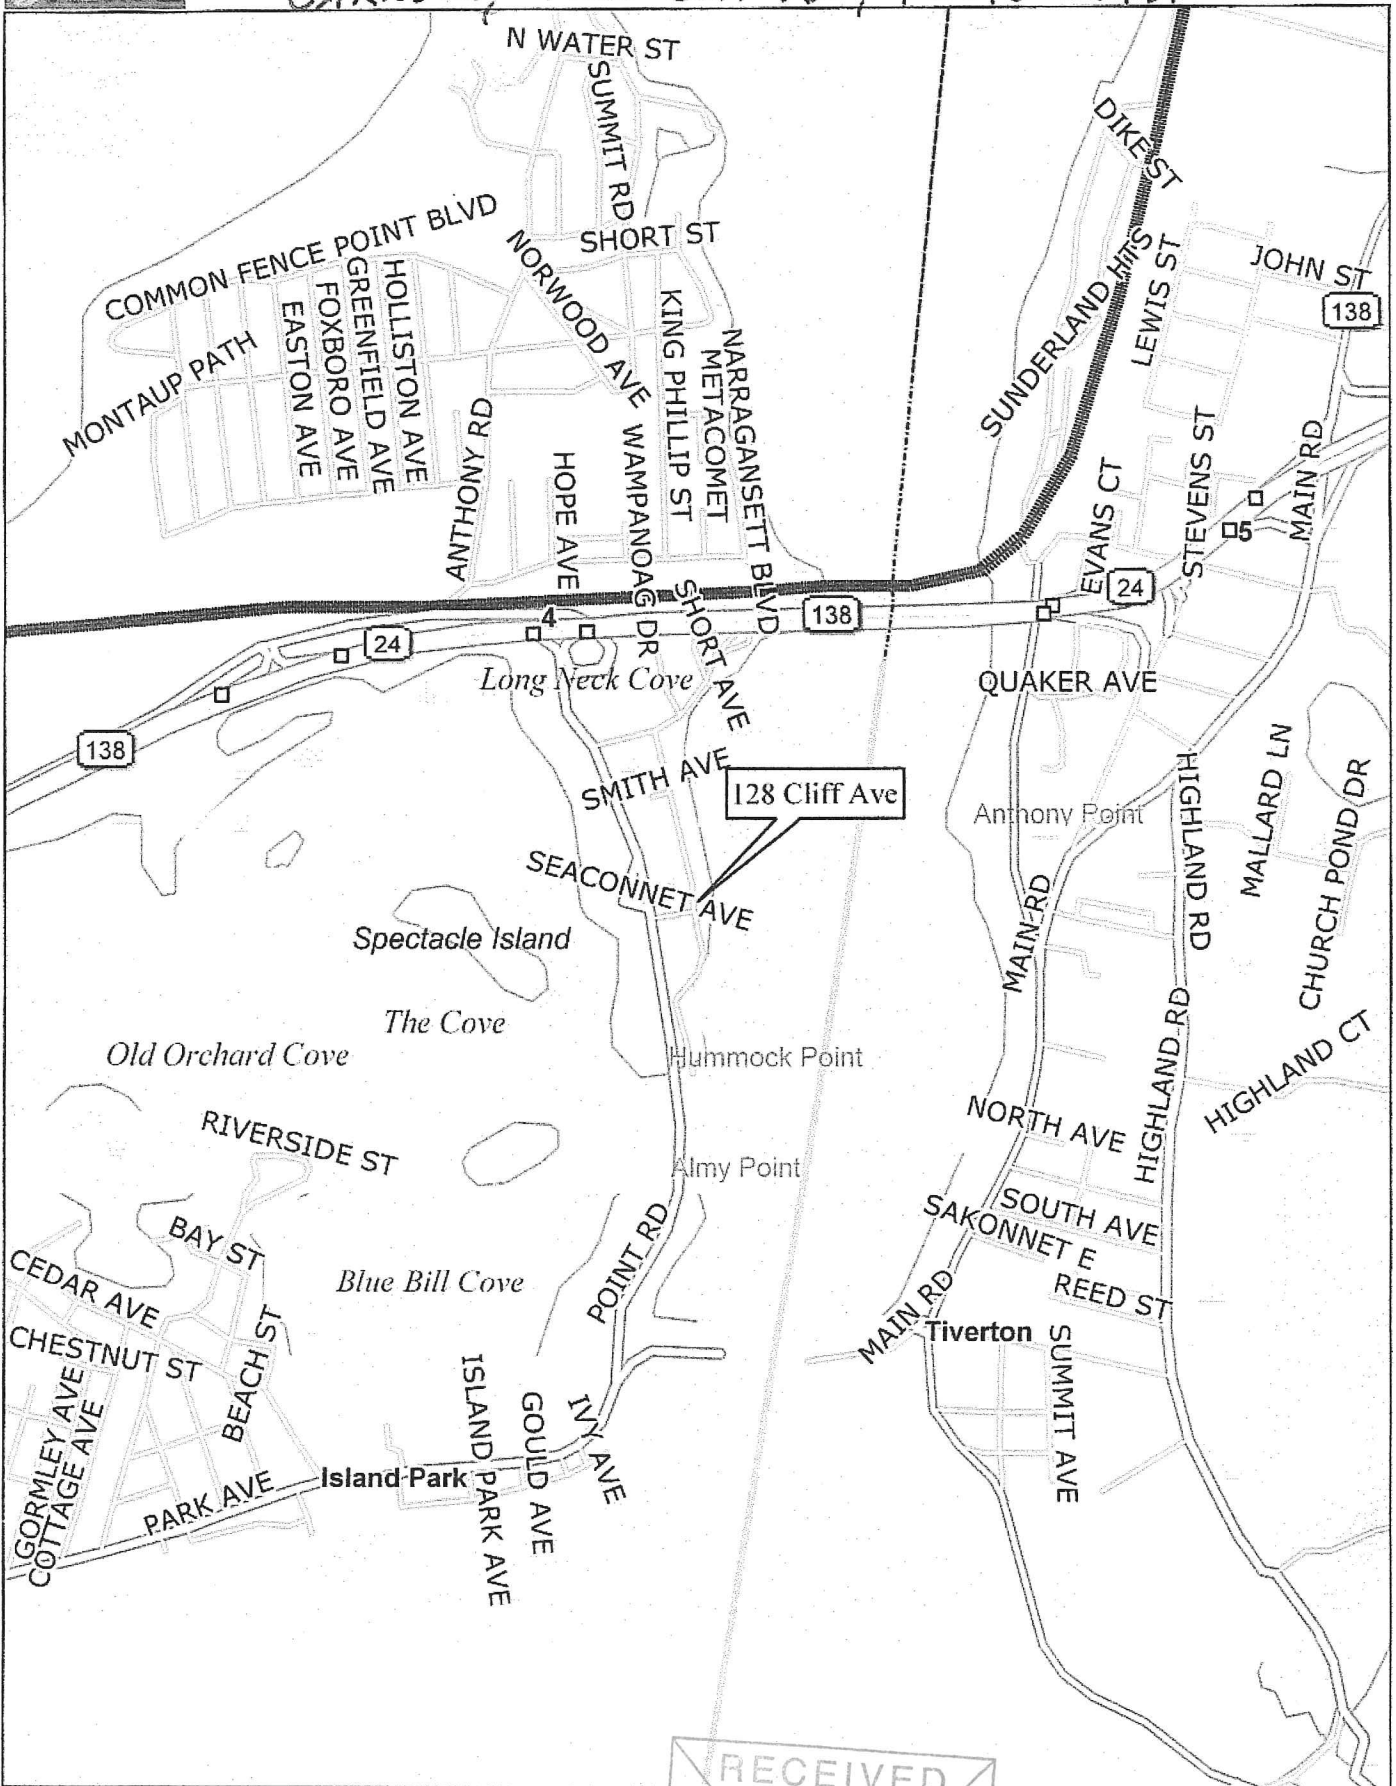 N WATER ST
SUMMIT RD
DIKE ST
COMMON FENCE POINT BLVD
SHORT ST
NORWOOD AVE
SUNDERLAND HTS
LEWIS ST
JOHN ST
138
HOLLISTON AVE
GREENFIELD AVE
FOXBORO AVE
EASTON AVE
MONTAUP PATH
KING PHILLIP ST
METACOMET
NARRAGANSETT BLVD
ANTHONY RD
HOPE AVE
WAMPANOAG DR
SHORT AVE
EVANS CT
STEVENS ST
MAIN RD
5
4
24
138
24
Long Neck Cove
QUAKER AVE
138
SMITH AVE
128 Cliff Ave
Anthony Point
HIGHLAND RD
MALLARD LN
CHURCH POND DR
SEACONNET AVE
MAIN RD
Spectacle Island
The Cove
Old Orchard Cove
Hummock Point
HIGHLAND RD
HIGHLAND CT
NORTH AVE
RIVERSIDE ST
Almy Point
SOUTH AVE
SAKONNET E
BAY ST
POINT RD
CEDAR AVE
Blue Bill Cove
REED ST
MAIN RD
Tiverton
CHESTNUT ST
BEACH ST
SUMMIT AVE
ISLAND PARK AVE
GOULD AVE
IVY AVE
GORMLEY AVE
COTTAGE AVE
PARK AVE
Island Park
RECEIVED